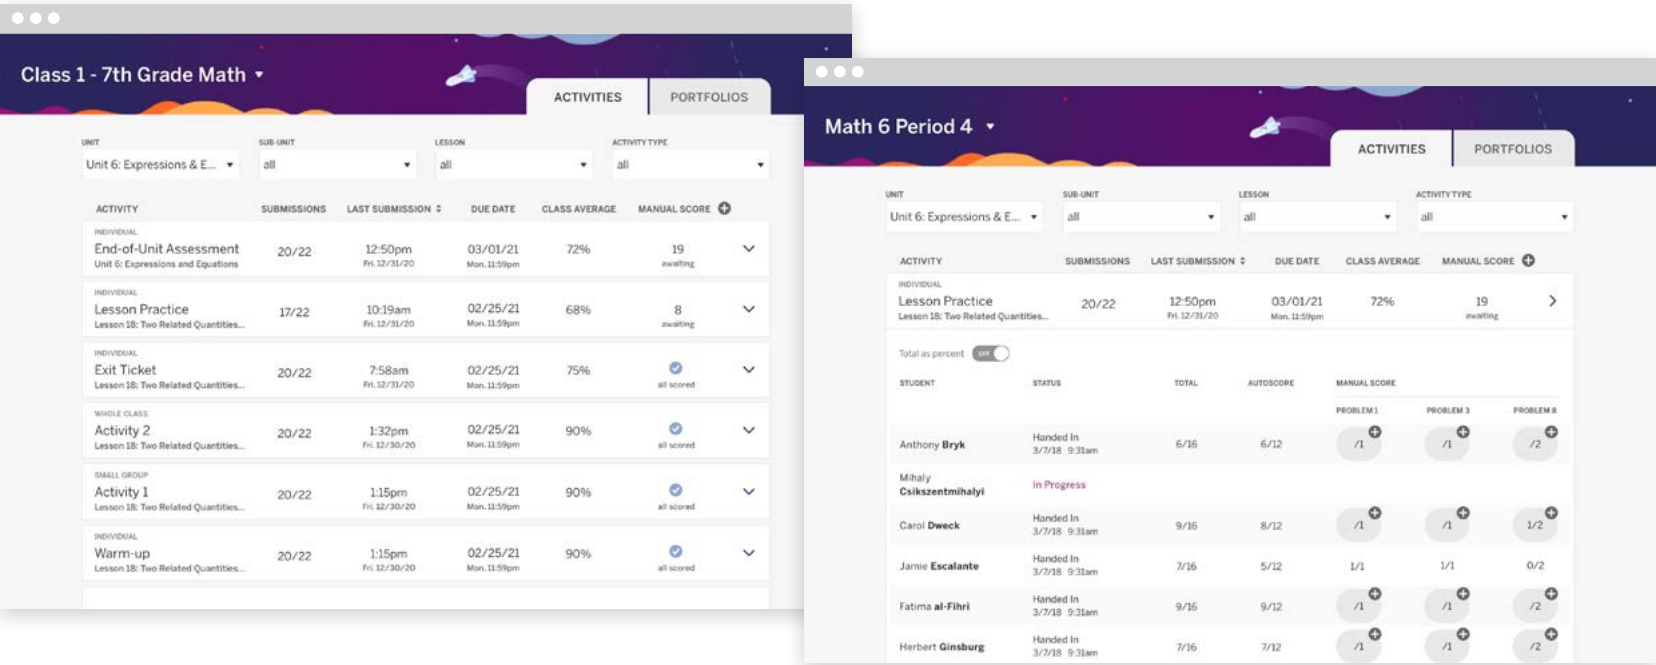 Class 1 - 7th Grade Math
ACTIVITIES
PORTFOLIOS
UNIT SUB-UNIT LESSON ACTIVITY TYPE
Unit 6: Expressions & E... all all all
ACTIVITY SUBMISSIONS LAST SUBMISSION DUE DATE CLASS AVERAGE MANUAL SCORE
INDIVIDUAL
End-of-Unit Assessment 20/22 12:50pm 03/01/21 72% 19
Unit 6: Expressions and Equations Fri. 12/31/20 Mon. 11:59pm awaiting
INDIVIDUAL
Lesson Practice 17/22 10:19am 02/25/21 68% 8
Lesson 18: Two Related Quantities... Fri. 12/31/20 Mon. 11:59pm awaiting
INDIVIDUAL
Exit Ticket 20/22 7:58am 02/25/21 75%
Lesson 18: Two Related Quantities... Fri. 12/31/20 Mon. 11:59pm all scored
WHOLE CLASS
Activity 2 20/22 1:32pm 02/25/21 90%
Lesson 18: Two Related Quantities... Fri. 12/30/20 Mon. 11:59pm all scored
SMALL GROUP
Activity 1 20/22 1:15pm 02/25/21 90%
Lesson 18: Two Related Quantities... Fri. 12/30/20 Mon. 11:59pm all scored
INDIVIDUAL
Warm-up 20/22 1:15pm 02/25/21 90%
Lesson 18: Two Related Quantities... Fri. 12/30/20 Mon. 11:59pm all scored
Math 6 Period 4
ACTIVITIES
PORTFOLIOS
UNIT SUB-UNIT LESSON ACTIVITY TYPE
Unit 6: Expressions & E... all all all
ACTIVITY SUBMISSIONS LAST SUBMISSION DUE DATE CLASS AVERAGE MANUAL SCORE
INDIVIDUAL
Lesson Practice 20/22 12:50pm 03/01/21 72% 19
Lesson 18: Two Related Quantities... Fri. 12/31/20 Mon. 11:59pm awaiting
Total as percent OFF
STUDENT STATUS TOTAL AUTOSCORE MANUAL SCORE
PROBLEM 1 PROBLEM 3 PROBLEM 8
Anthony Bryk Handed In 3/7/18 9:31am 6/16 6/12 /1 /1 /2
Mihaly Csikszentmihalyi In Progress
Carol Dweck Handed In 3/7/18 9:31am 9/16 8/12 /1 /1 1/2
Jamie Escalante Handed In 3/7/18 9:31am 7/16 5/12 1/1 1/1 0/2
Fatima al-Fihri Handed In 3/7/18 9:31am 9/16 9/12 /1 /1 /2
Herbert Ginsburg Handed In 3/7/18 9:31am 7/16 7/12 /1 /1 /2